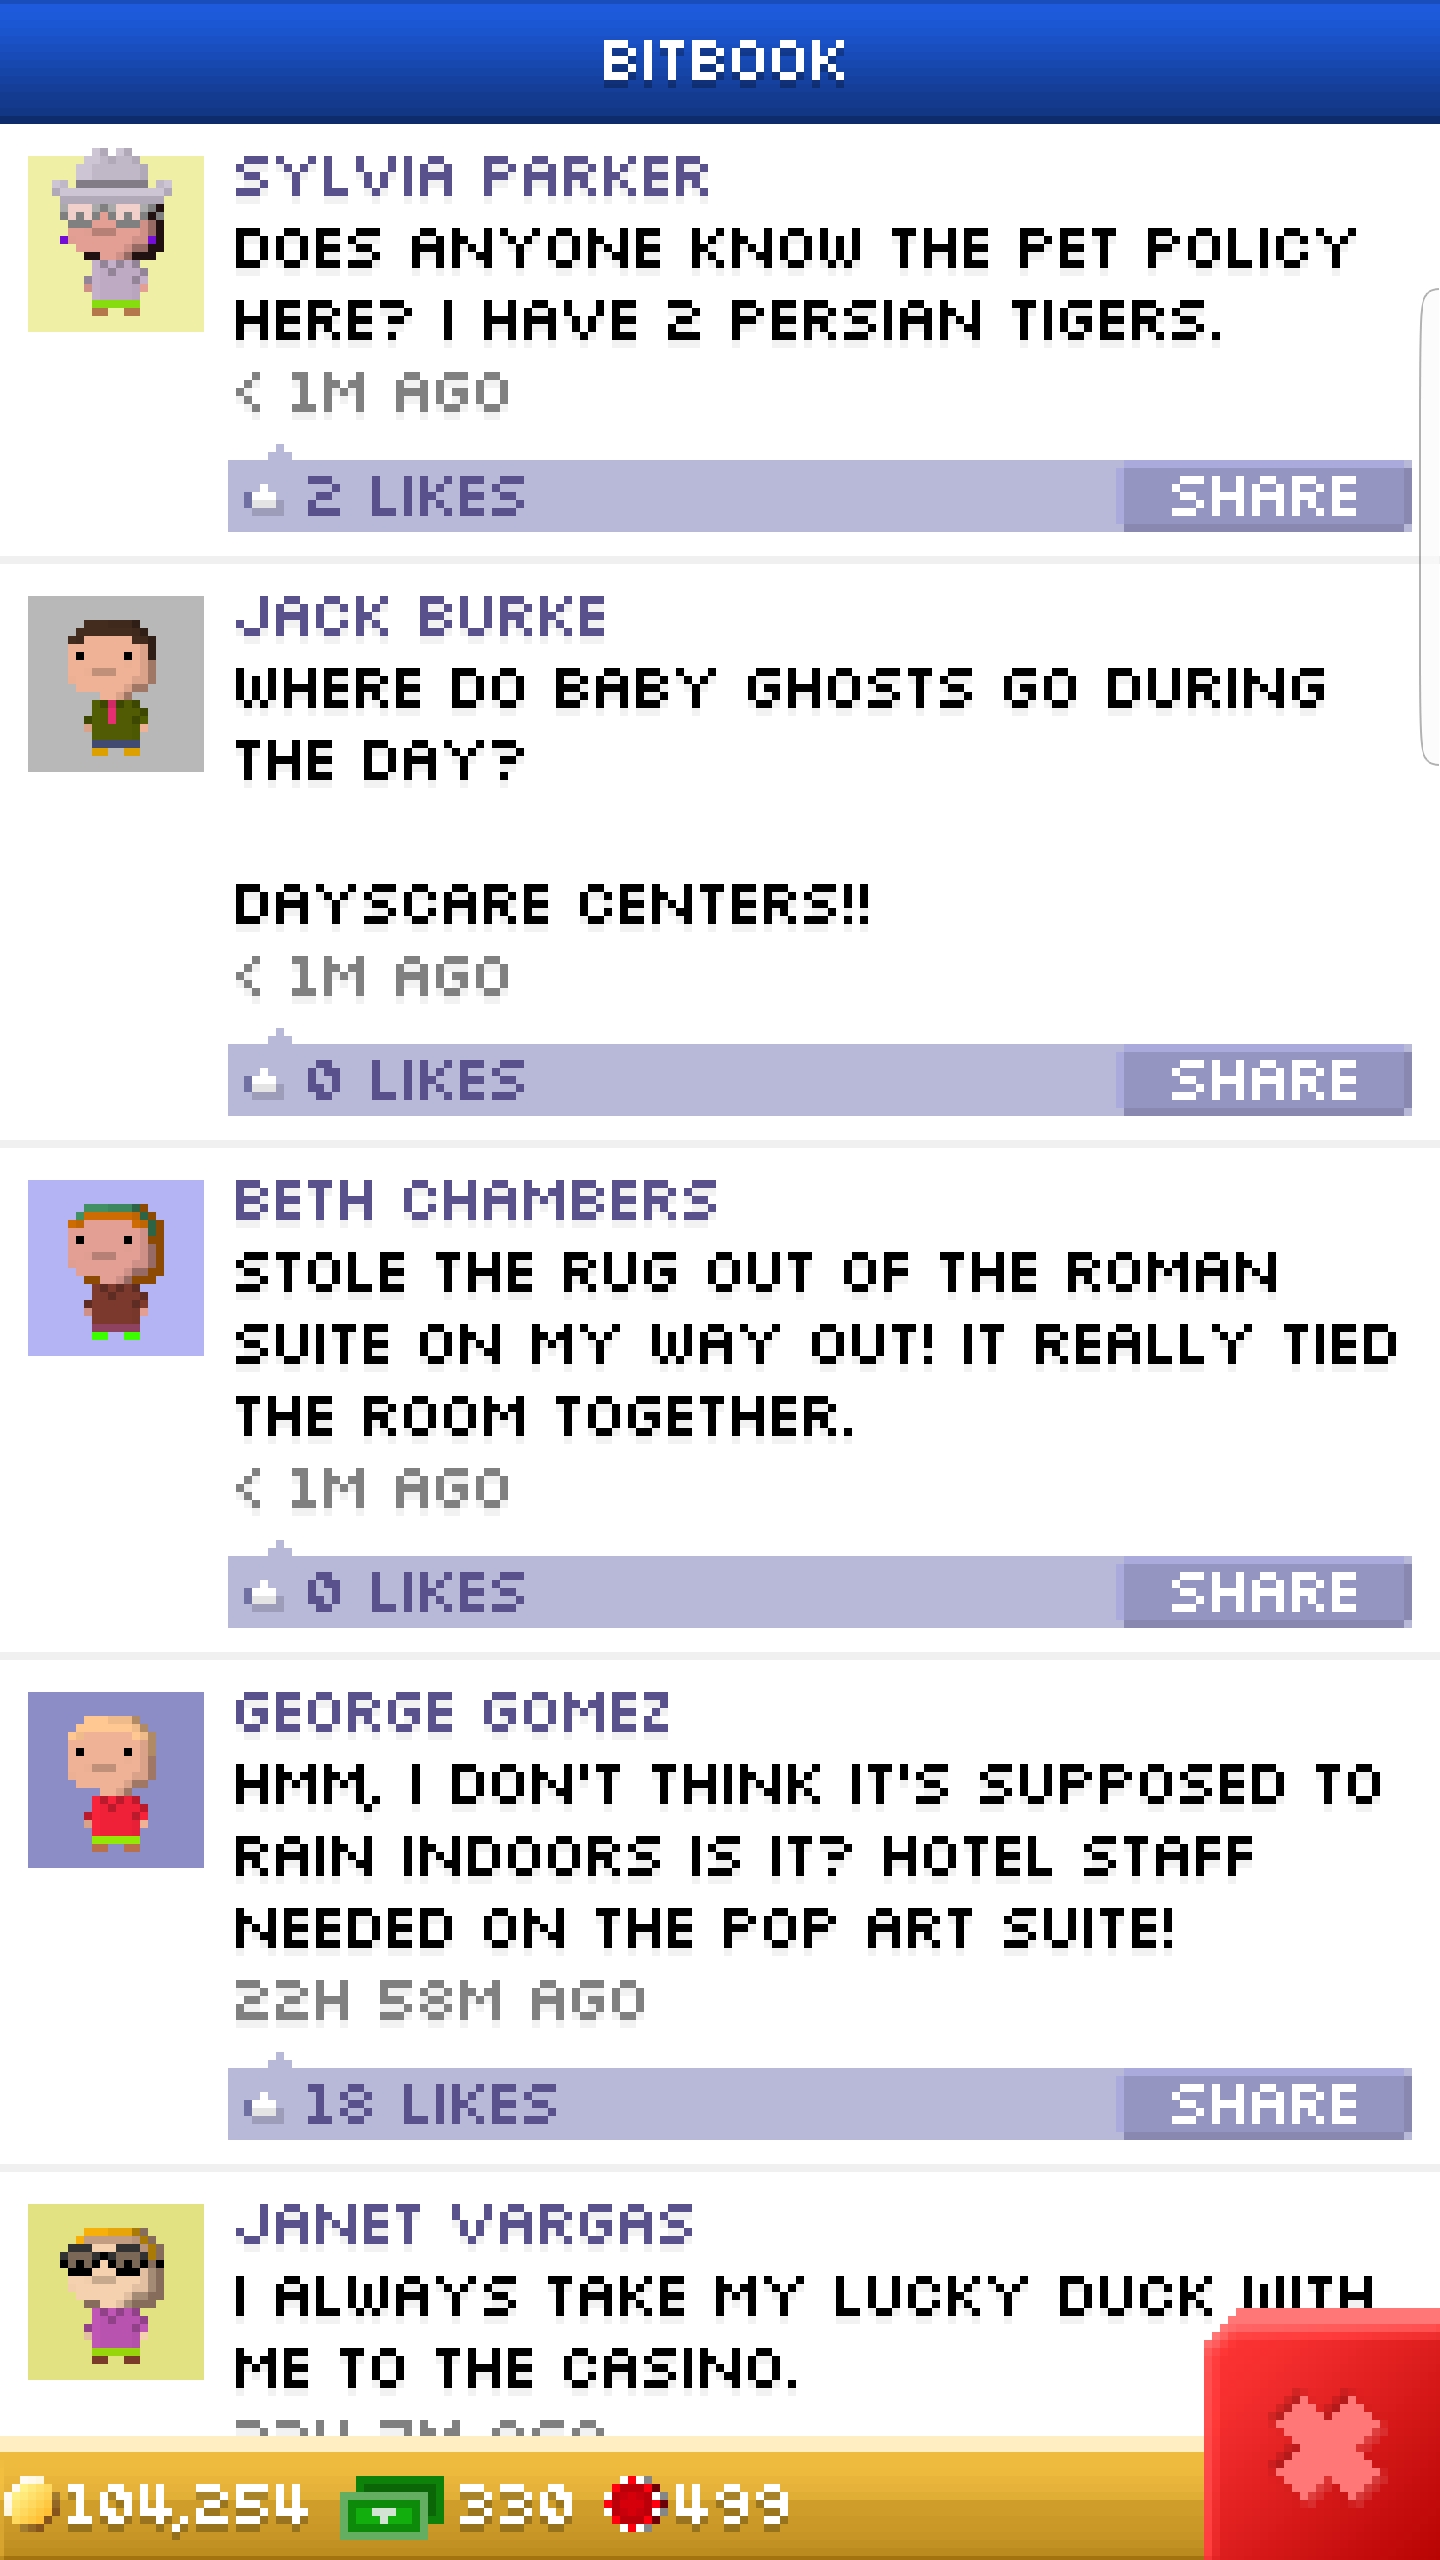 BITBOOK
SYLVIA PARKER
DOES ANYONE KNOW THE PET POLICY
HERE? I HAVE 2 PERSIAN TIGERS.
< 1M AGO
2 LIKES SHARE
JACK BURKE
WHERE DO BABY GHOSTS GO DURING
THE DAY?
DAYSCARE CENTERS!!
< 1M AGO
0 LIKES SHARE
BETH CHAMBERS
STOLE THE RUG OUT OF THE ROMAN
SUITE ON MY WAY OUT! IT REALLY TIED
THE ROOM TOGETHER.
< 1M AGO
0 LIKES SHARE
GEORGE GOMEZ
HMM, I DON'T THINK IT'S SUPPOSED TO
RAIN INDOORS IS IT? HOTEL STAFF
NEEDED ON THE POP ART SUITE!
22H 58M AGO
18 LIKES SHARE
JANET VARGAS
I ALWAYS TAKE MY LUCKY DUCK WITH
ME TO THE CASINO.
104,254 330 499